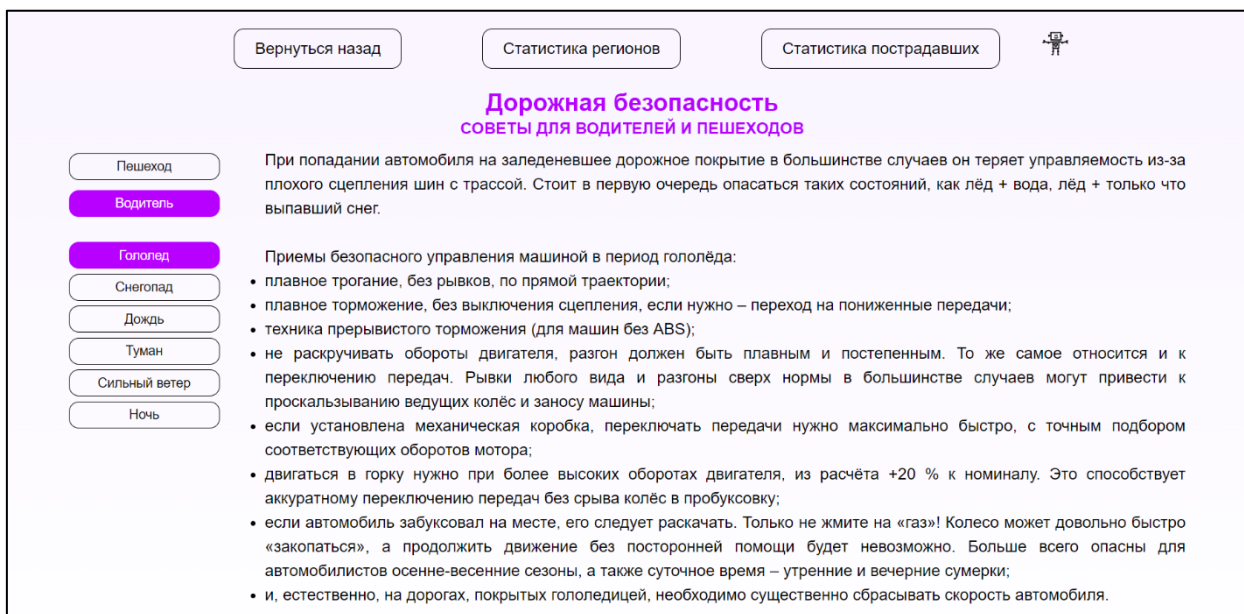 Вернуться назад
Статистика регионов
Статистика пострадавших
Дорожная безопасность
СОВЕТЫ ДЛЯ ВОДИТЕЛЕЙ И ПЕШЕХОДОВ
Пешеход
Водитель
Гололед
Снегопад
Дождь
Туман
Сильный ветер
Ночь
При попадании автомобиля на заледеневшее дорожное покрытие в большинстве случаев он теряет управляемость из-за
плохого сцепления шин с трассой. Стоит в первую очередь опасаться таких состояний, как лёд + вода, лёд + только что
выпавший снег.
Приемы безопасного управления машиной в период гололёда:
• плавное трогание, без рывков, по прямой траектории;
• плавное торможение, без выключения сцепления, если нужно – переход на пониженные передачи;
• техника прерывистого торможения (для машин без ABS);
• не раскручивать обороты двигателя, разгон должен быть плавным и постепенным. То же самое относится и к
переключению передач. Рывки любого вида и разгоны сверх нормы в большинстве случаев могут привести к
проскальзыванию ведущих колёс и заносу машины;
• если установлена механическая коробка, переключать передачи нужно максимально быстро, с точным подбором
соответствующих оборотов мотора;
• двигаться в горку нужно при более высоких оборотах двигателя, из расчёта +20 % к номиналу. Это способствует
аккуратному переключению передач без срыва колёс в пробуксовку;
• если автомобиль забуксовал на месте, его следует раскачать. Только не жмите на «газ»! Колесо может довольно быстро
«закопаться», а продолжить движение без посторонней помощи будет невозможно. Больше всего опасны для
автомобилистов осенне-весенние сезоны, а также суточное время – утренние и вечерние сумерки;
• и, естественно, на дорогах, покрытых гололедицей, необходимо существенно сбрасывать скорость автомобиля.